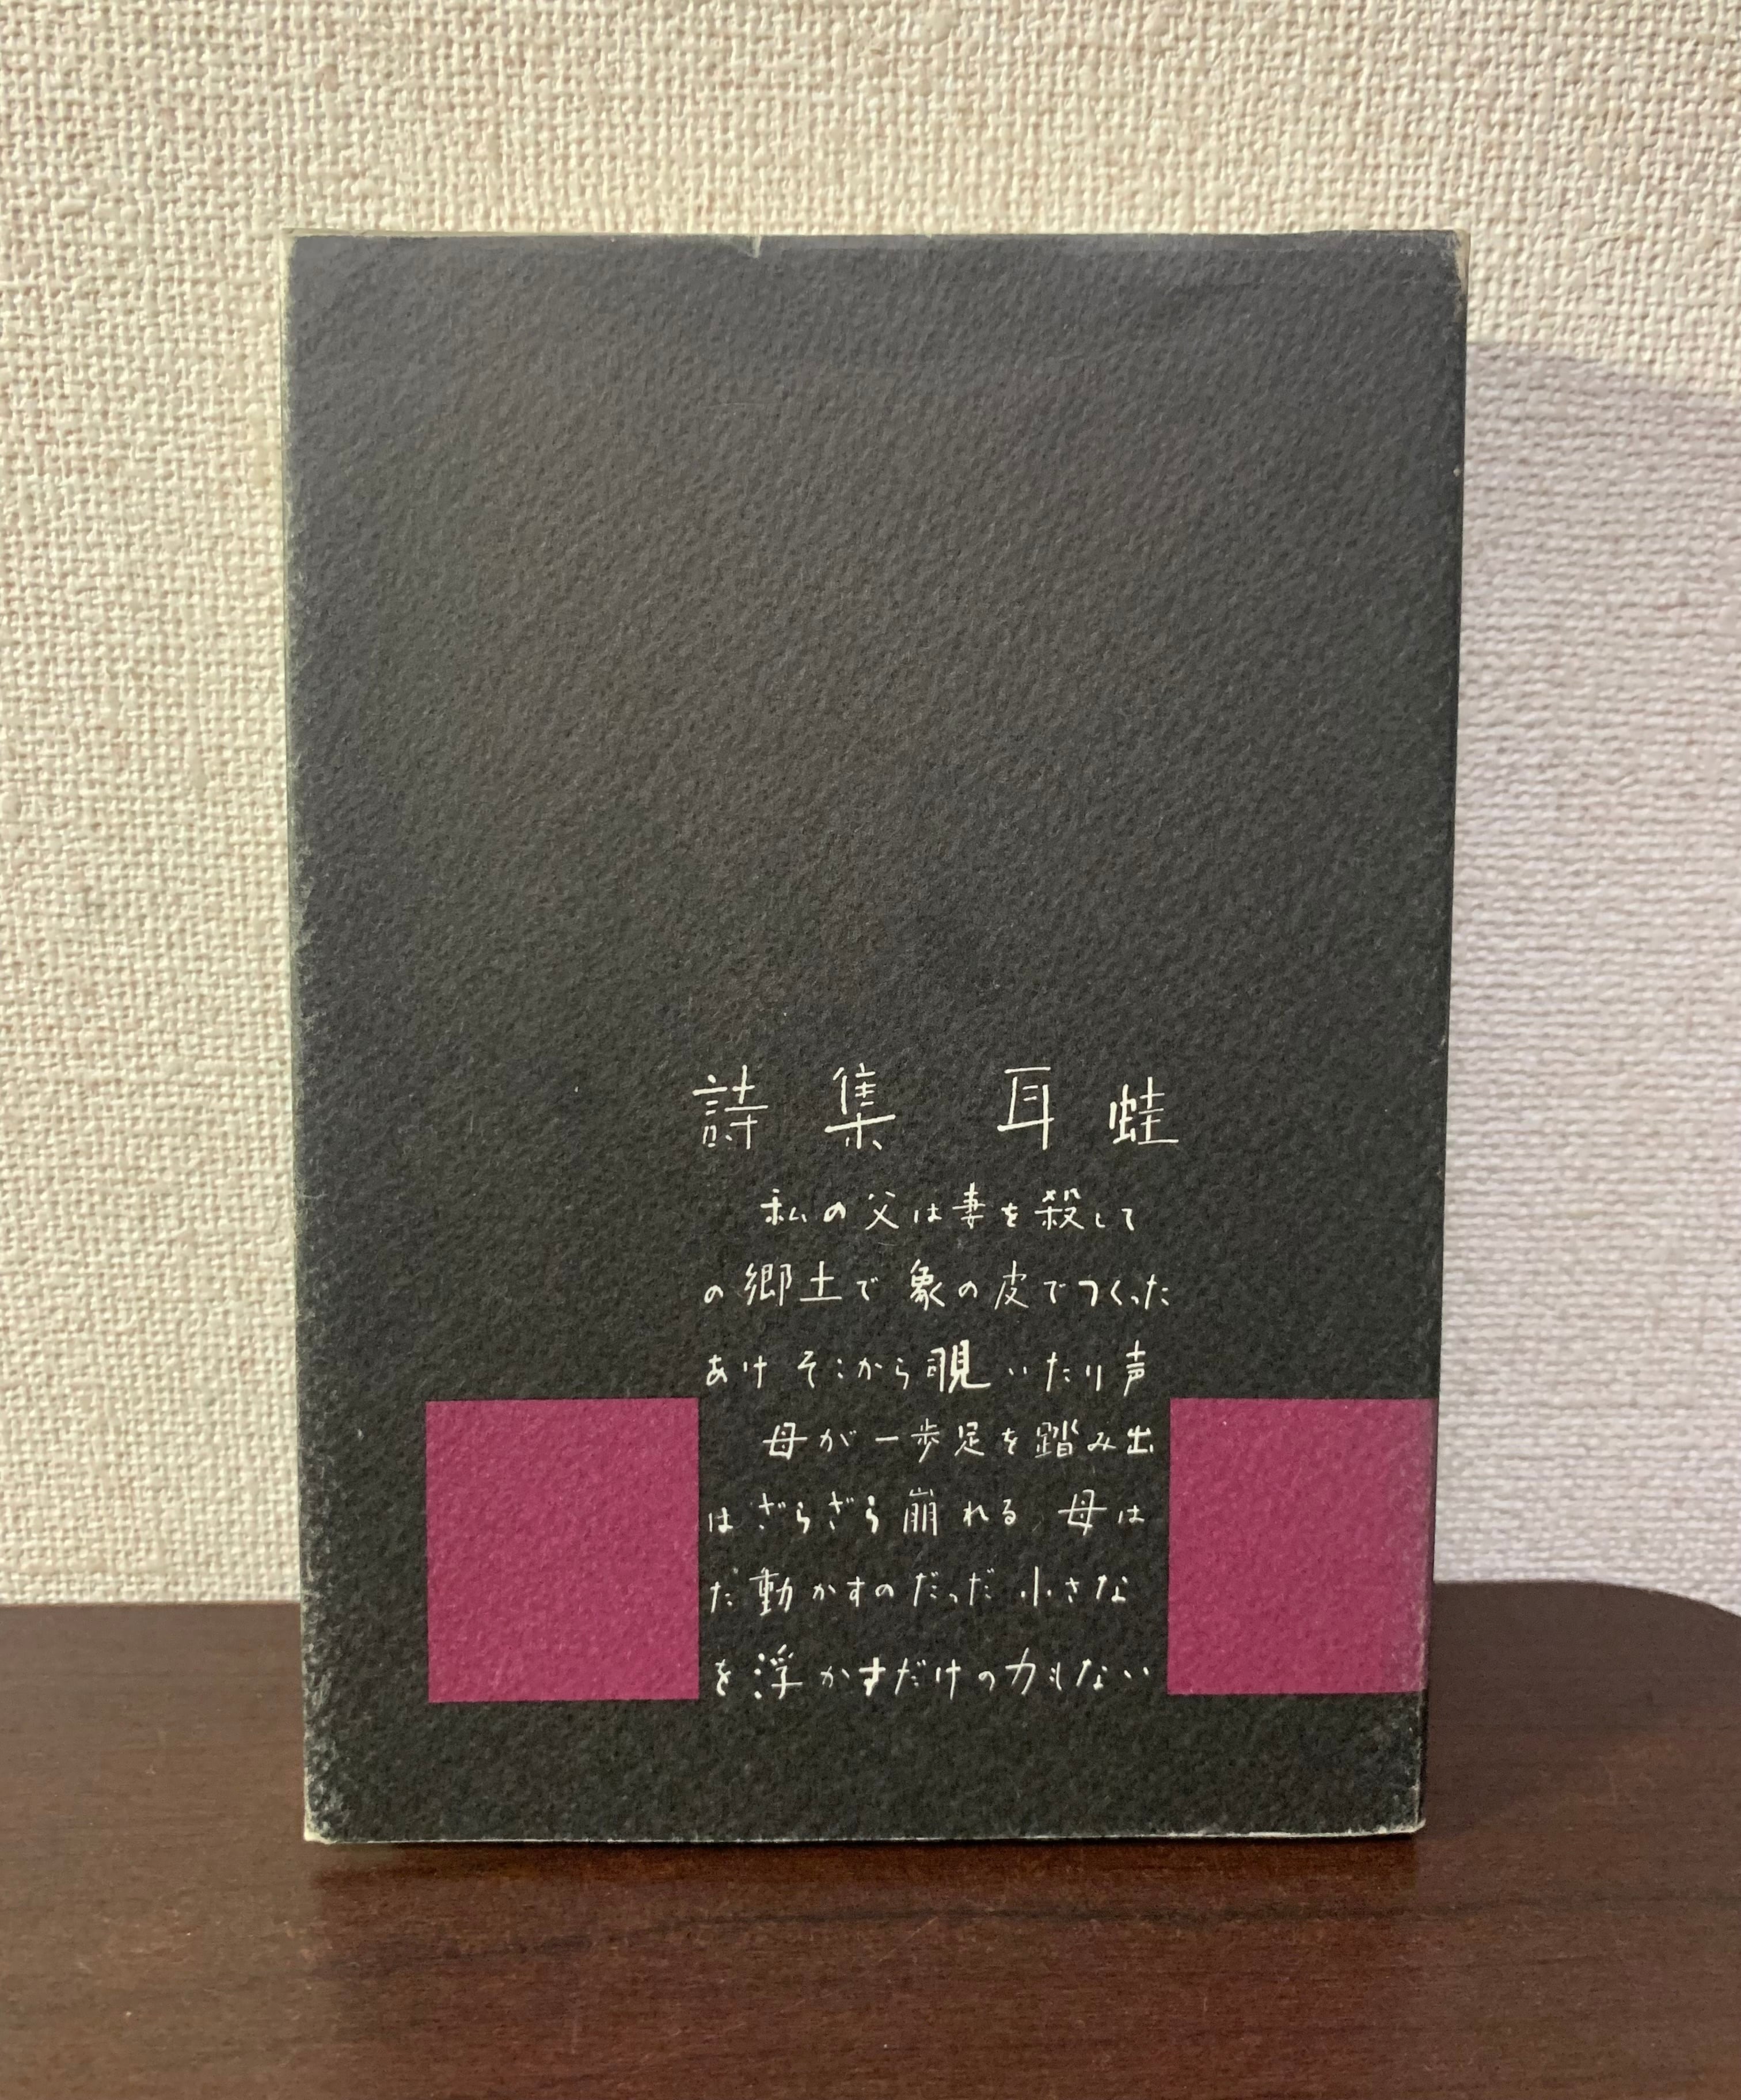 詩集 耳蛙
私の父は妻を殺して
の郷土で象の皮でつくった
あけ そこから覗いたり声
母が一歩足を踏み出
はざらざら崩れる 母は
だ動かすのだっだ 小さな
を浮かすだけの力もない